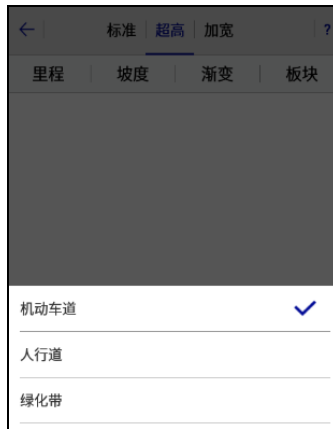 标准 超高 加宽 ?
里程 坡度 渐变 板块
机动车道
人行道
绿化带